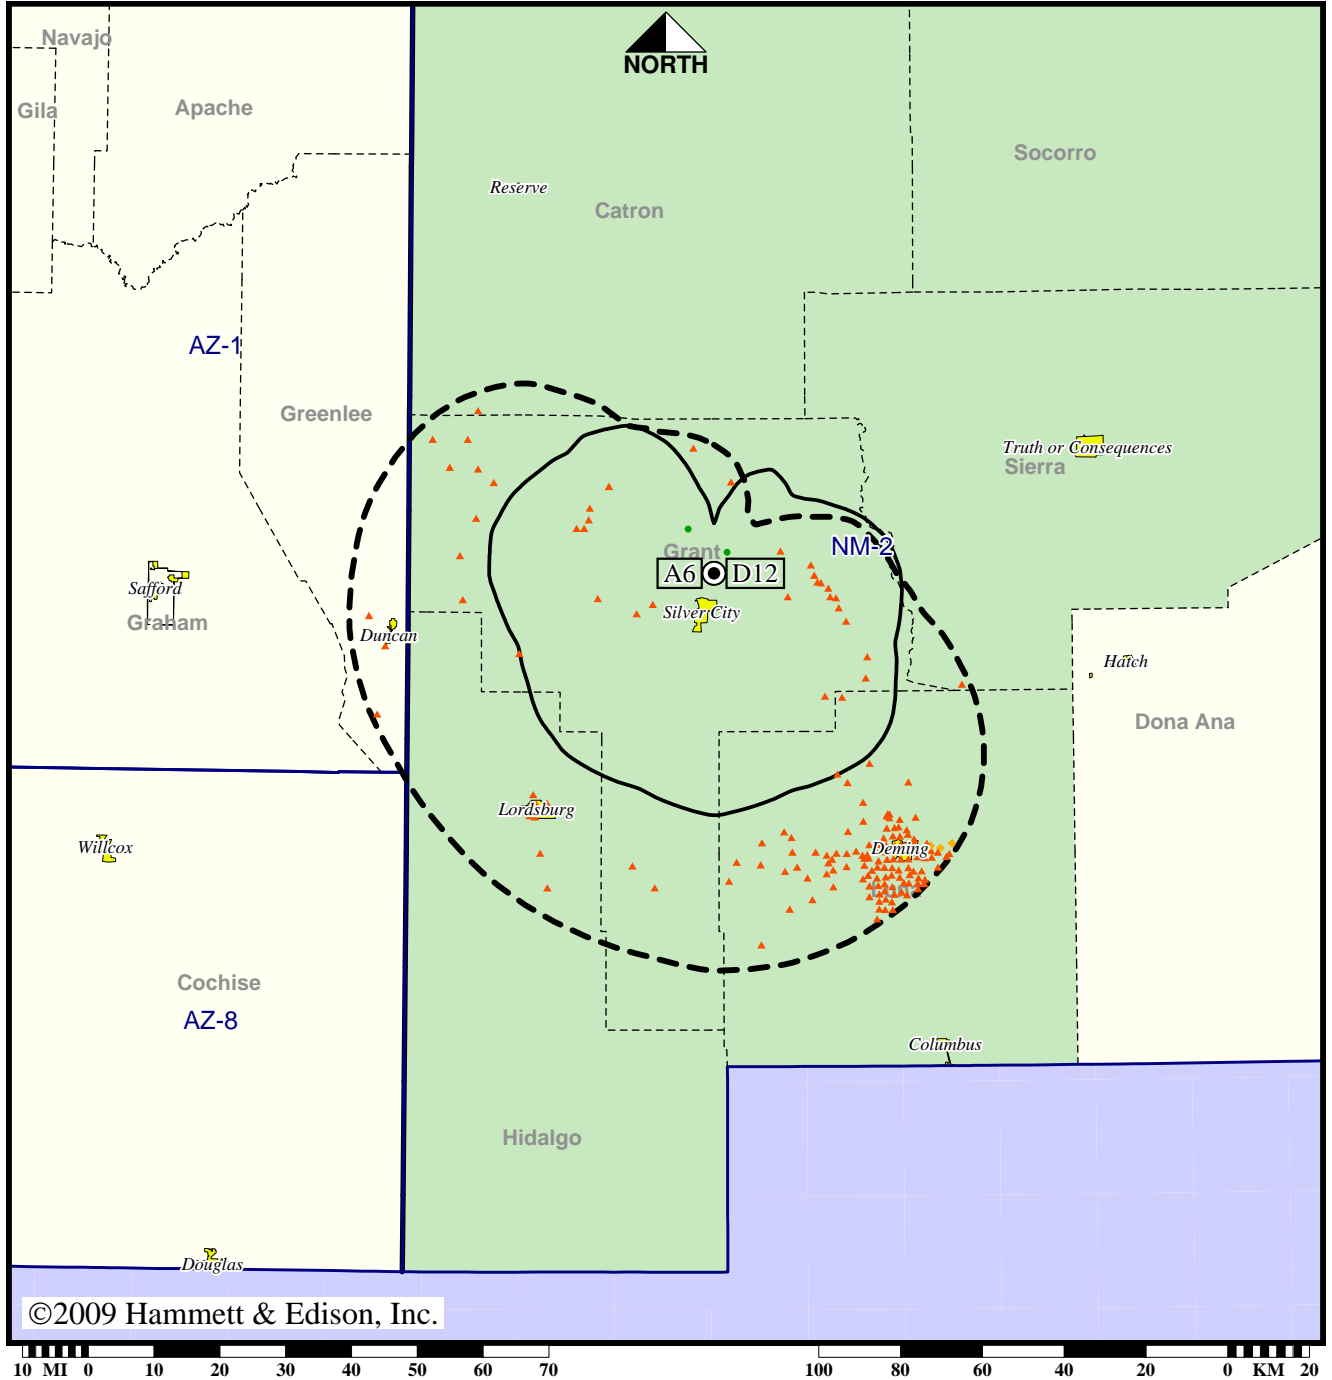 Navajo
NORTH
Gila
Apache
Socorro
Reserve
Catron
AZ-1
Greenlee
Truth or Consequences
Sierra
Grant
NM-2
A6
D12
Safford
Silver City
Graham
Duncan
Hatch
Dona Ana
Lordsburg
Willcox
Deming
Cochise
AZ-8
Columbus
Hidalgo
Douglas
©2009 Hammett & Edison, Inc.
10 MI 0 10 20 30 40 50 60 70 100 80 60 40 20 0 KM 20